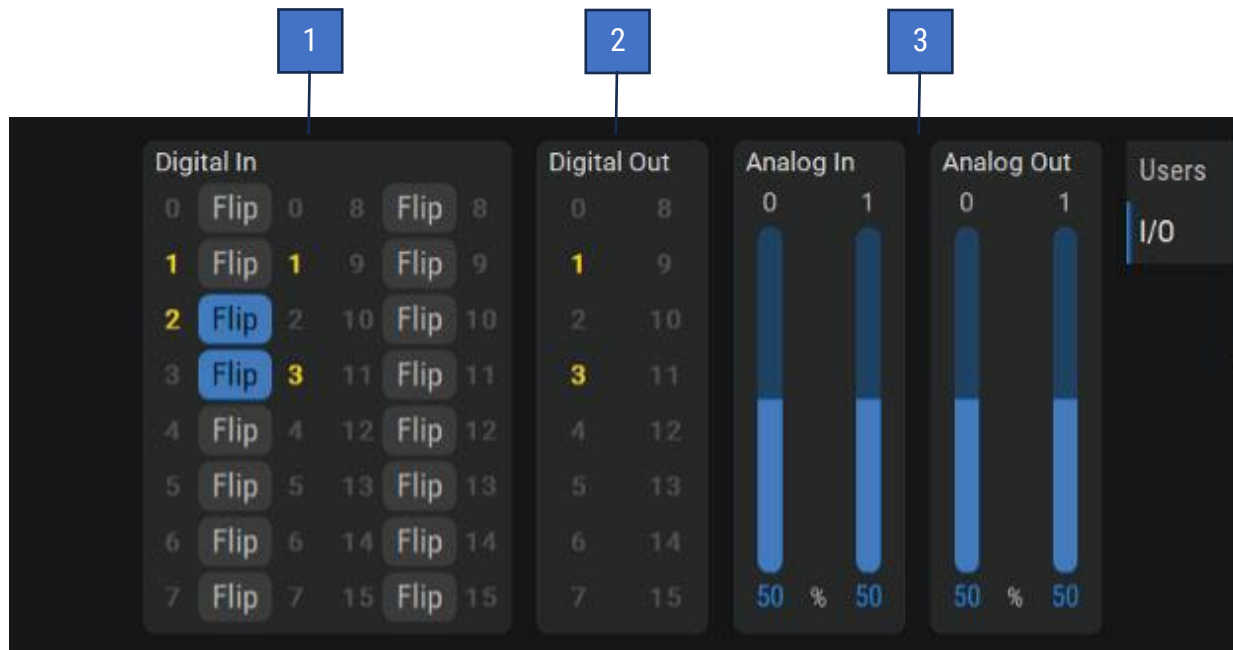 1 2 3
Digital In Digital Out Analog In Analog Out Users
0 Flip 0 8 Flip 8 0 8 0 1 0 1
I/O
1 Flip 1 9 Flip 9 1 9
2 Flip 2 10 Flip 10 2 10
3 Flip 3 11 Flip 11 3 11
4 Flip 4 12 Flip 12 4 12
5 Flip 5 13 Flip 13 5 13
6 Flip 6 14 Flip 14 6 14
7 Flip 7 15 Flip 15 7 15 50 % 50 50 % 50